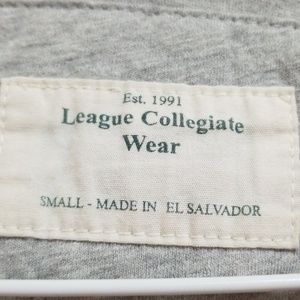 Est. 1991
League Collegiate
Wear
SMALL - MADE IN EL SALVADOR